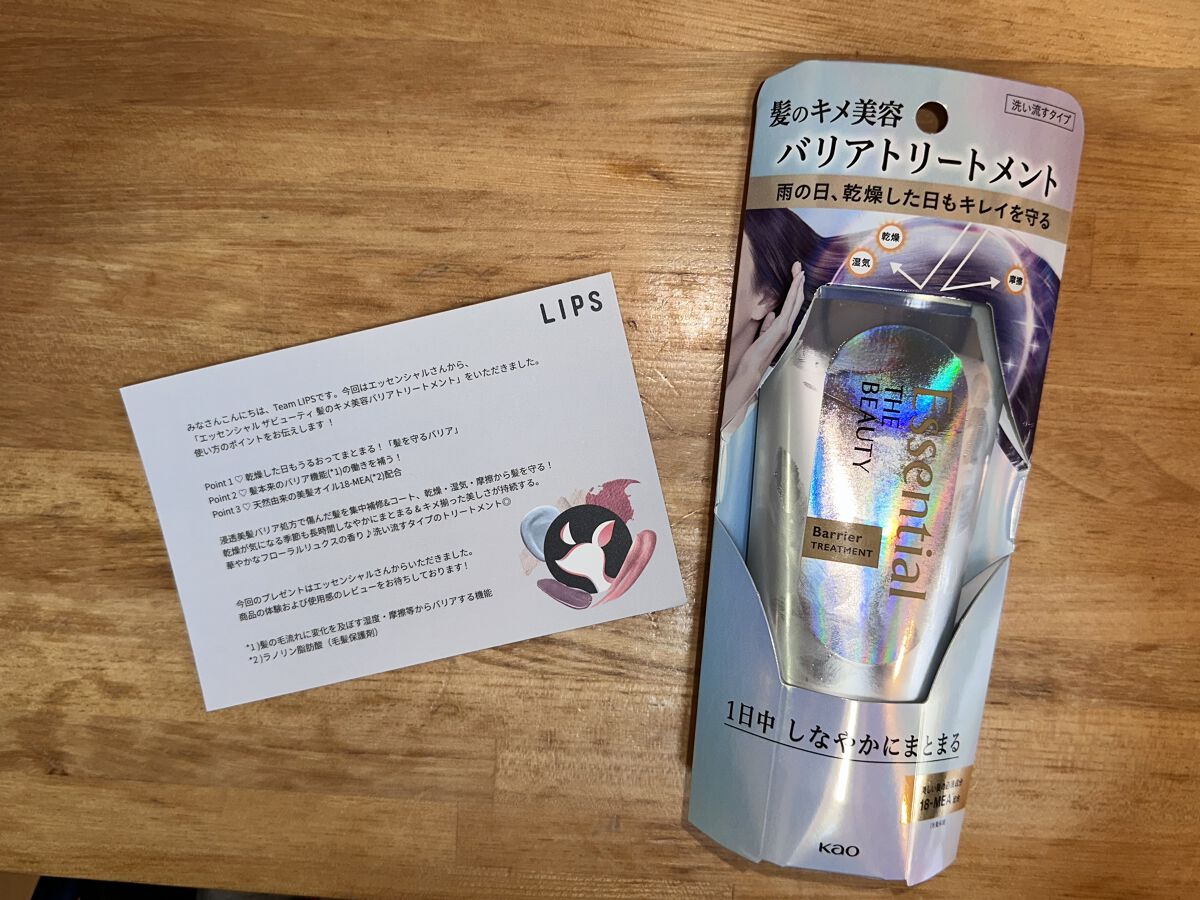 LIPS
みなさんこんにちは、Team LIPSです。今回はエッセンシャルさんから、
「エッセンシャル ザビューティ 髪のキメ美容バリアトリートメント」をいただきました。
使い方のポイントをお伝えします！
Point 1 ♡ 乾燥した日もうるおってまとまる！「髪を守るバリア」
Point 2 ♡ 髪本来のバリア機能(*1)の働きを補う！
Point 3 ♡ 天然由来の美髪オイル18-MEA(*2)配合
浸透美髪バリア処方で傷んだ髪を集中補修&コート、乾燥・湿気・摩擦から髪を守る！
乾燥が気になる季節も長時間しなやかにまとまる＆キメ揃った美しさが持続する。
華やかなフローラルリュクスの香り♪洗い流すタイプのトリートメント◎
今回のプレゼントはエッセンシャルさんからいただきました。
商品の体験および使用感のレビューをお待ちしております！
*1)髪の毛流れに変化を及ぼす湿度・摩擦等からバリアする機能
*2)ラノリン脂肪酸（毛髪保護剤）
洗い流すタイプ
髪のキメ美容
バリアトリートメント
雨の日、乾燥した日もキレイを守る
乾燥
湿気
摩擦
Essential
THE
BEAUTY
Barrier
TREATMENT
1日中 しなやかにまとまる
18-MEA配合
Kao